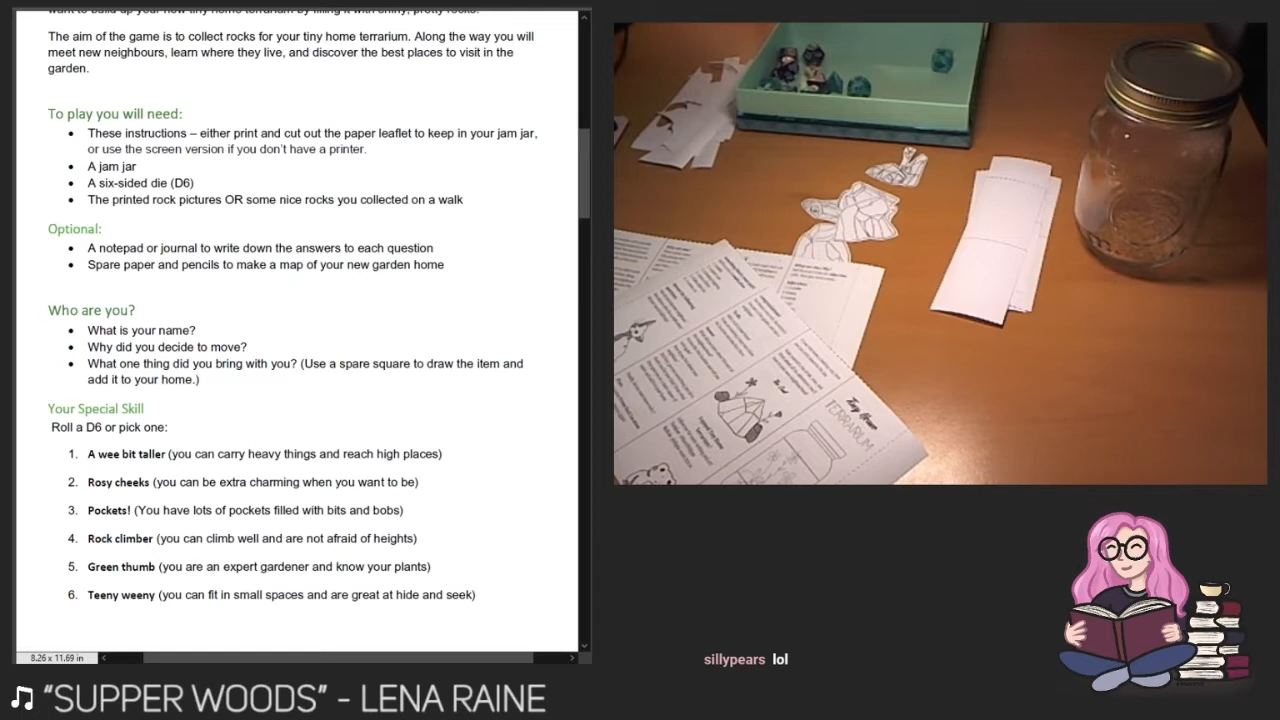 The aim of the game is to collect rocks for your tiny home terrarium. Along the way you will
meet new neighbours, learn where they live, and discover the best places to visit in the
garden.
To play you will need:
• These instructions – either print and cut out the paper leaflet to keep in your jam jar,
or use the screen version if you don't have a printer.
• A jam jar
• A six-sided die (D6)
• The printed rock pictures OR some nice rocks you collected on a walk
Optional:
• A notepad or journal to write down the answers to each question
• Spare paper and pencils to make a map of your new garden home
Who are you?
• What is your name?
• Why did you decide to move?
• What one thing did you bring with you? (Use a spare square to draw the item and
add it to your home.)
Your Special Skill
Roll a D6 or pick one:
1. A wee bit taller (you can carry heavy things and reach high places)
2. Rosy cheeks (you can be extra charming when you want to be)
3. Pockets! (You have lots of pockets filled with bits and bobs)
4. Rock climber (you can climb well and are not afraid of heights)
5. Green thumb (you are an expert gardener and know your plants)
6. Teeny weeny (you can fit in small spaces and are great at hide and seek)
8.26 x 11.69 in
Tiny Home
TERRARIUM
sillypears lol
"SUPPER WOODS" - LENA RAINE